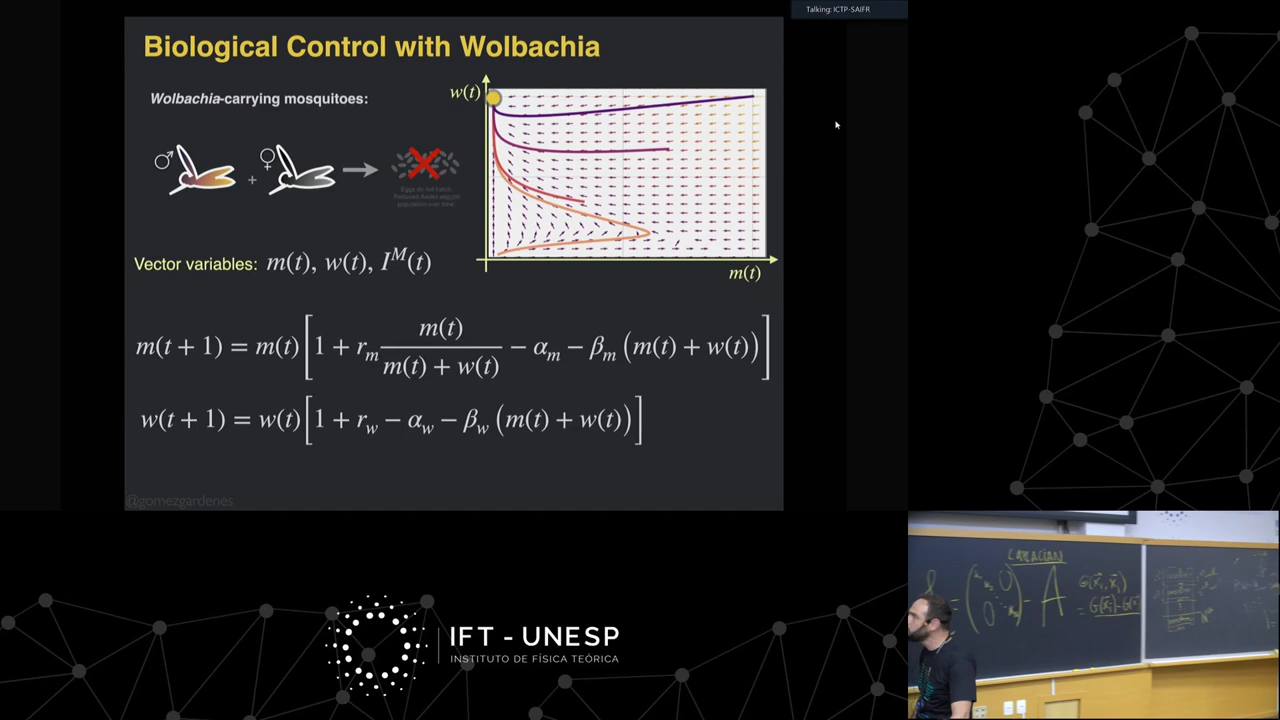 Talking: ICTP-SAIFR
Biological Control with Wolbachia
Wolbachia-carrying mosquitoes:
w(t)
♂ + ♀
Eggs do not hatch.
Reduced Aedes aegypti
population over time.
Vector variables: m(t), w(t), I^M(t)
m(t)
m(t + 1) = m(t)[1 + r_m m(t)/(m(t) + w(t)) − α_m − β_m (m(t) + w(t))]
w(t + 1) = w(t)[1 + r_w − α_w − β_w (m(t) + w(t))]
@gomezgardenes
IFT - UNESP
INSTITUTO DE FÍSICA TEÓRICA
A